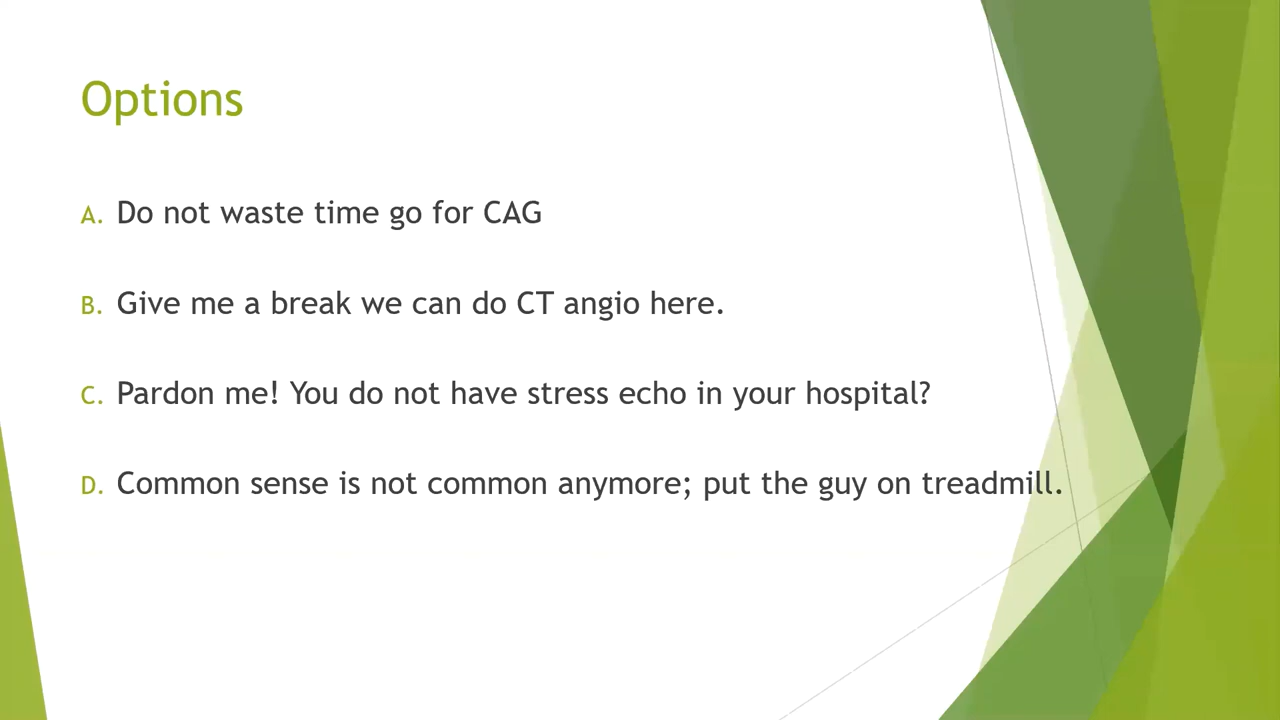 Options
A. Do not waste time go for CAG
B. Give me a break we can do CT angio here.
C. Pardon me! You do not have stress echo in your hospital?
D. Common sense is not common anymore; put the guy on treadmill.